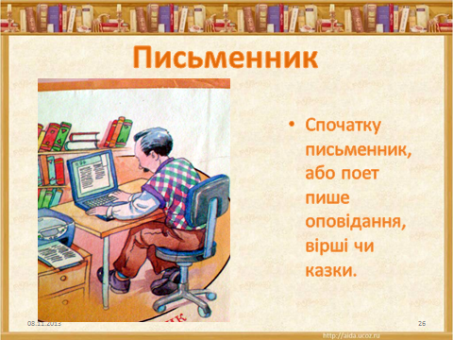 Письменник
• Спочатку
письменник,
або поет
пише
оповідання,
вірші чи
казки.
08.11.2013
26
http://aida.ucoz.ru